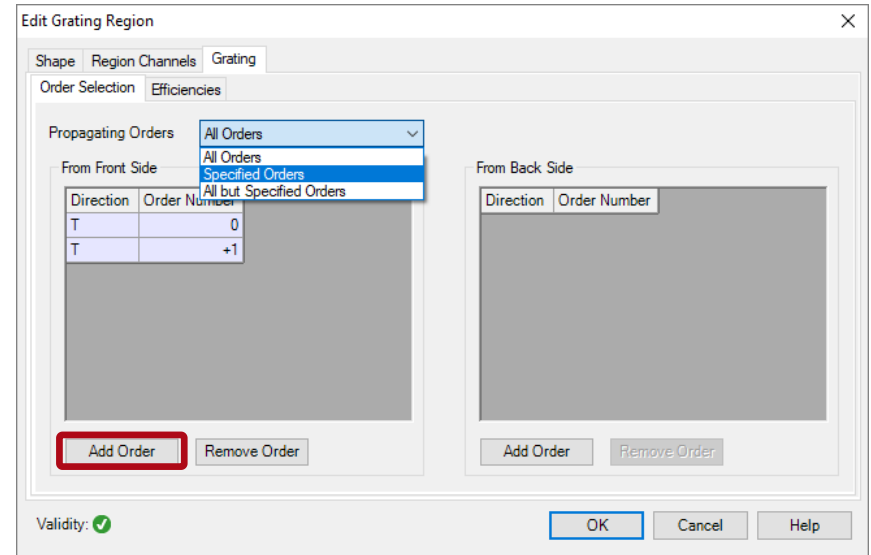 Edit Grating Region
Shape Region Channels Grating
Order Selection Efficiencies
Propagating Orders All Orders
All Orders
Specified Orders
All but Specified Orders
From Front Side
Direction Order Number
T 0
T +1
Add Order Remove Order
From Back Side
Direction Order Number
Add Order Remove Order
Validity:
OK Cancel Help